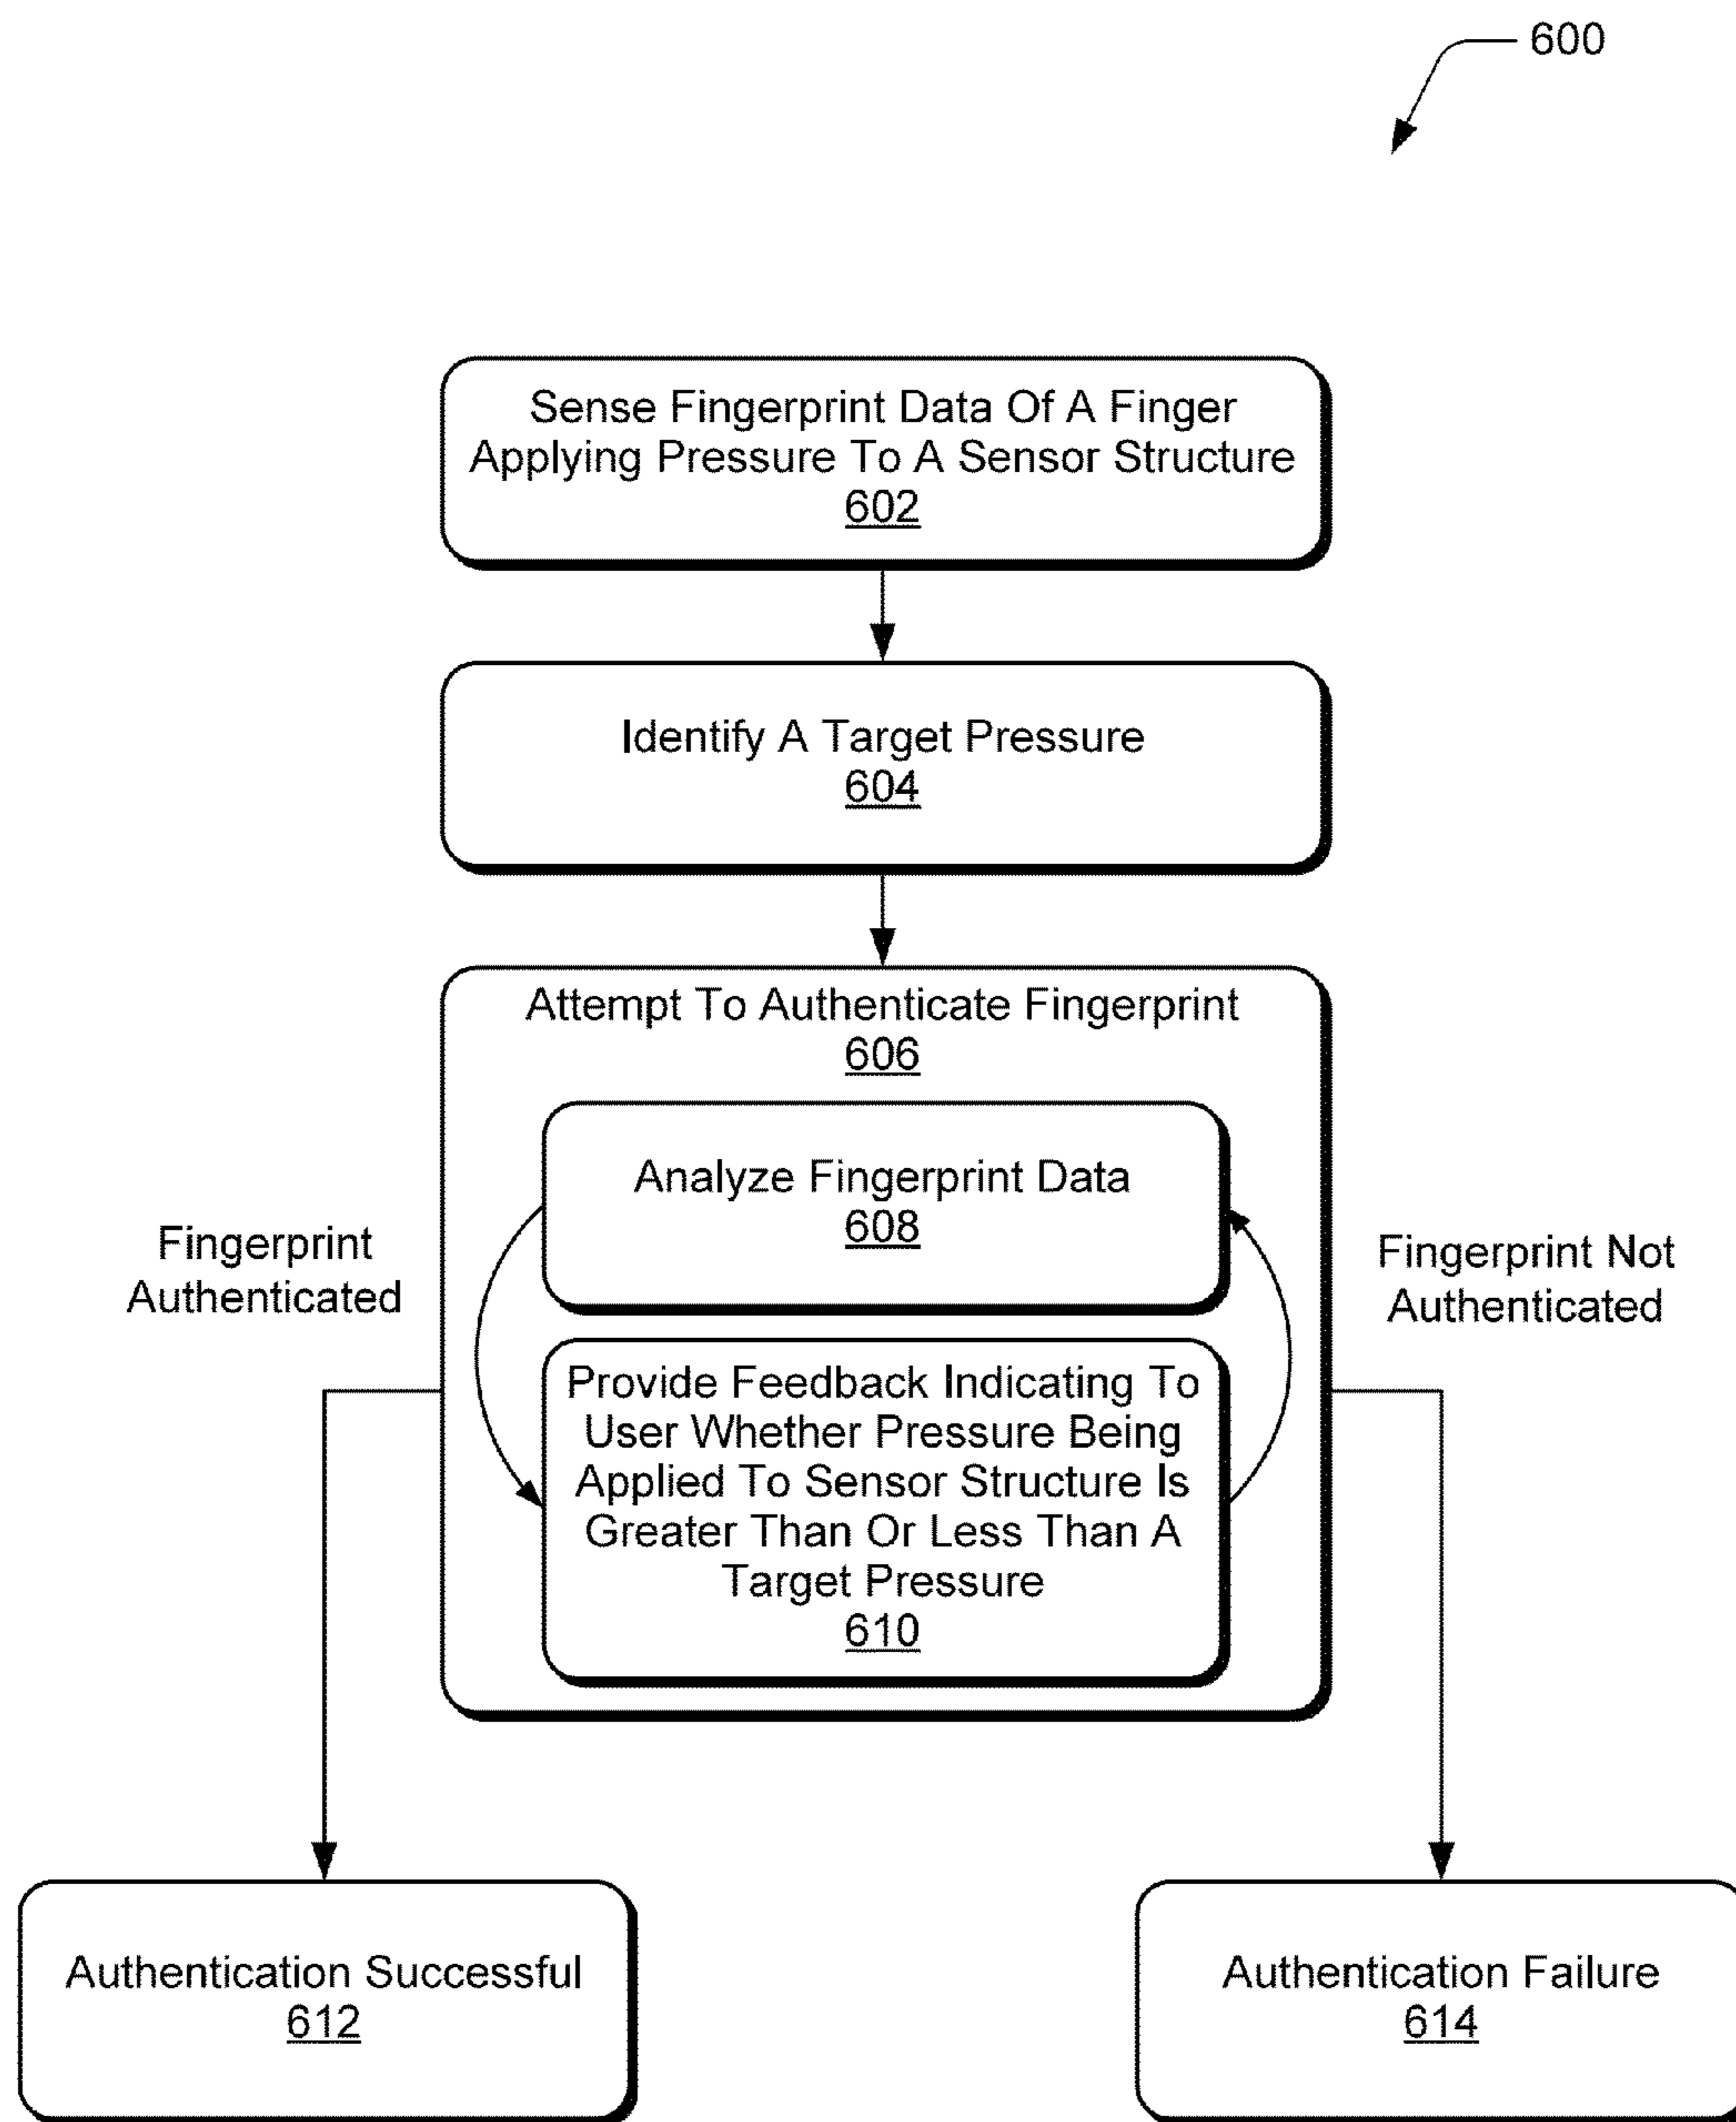 600
Sense Fingerprint Data Of A Finger
Applying Pressure To A Sensor Structure
602
Identify A Target Pressure
604
Attempt To Authenticate Fingerprint
606
Analyze Fingerprint Data
608
Fingerprint
Authenticated
Fingerprint Not
Authenticated
Provide Feedback Indicating To
User Whether Pressure Being
Applied To Sensor Structure Is
Greater Than Or Less Than A
Target Pressure
610
Authentication Successful
612
Authentication Failure
614